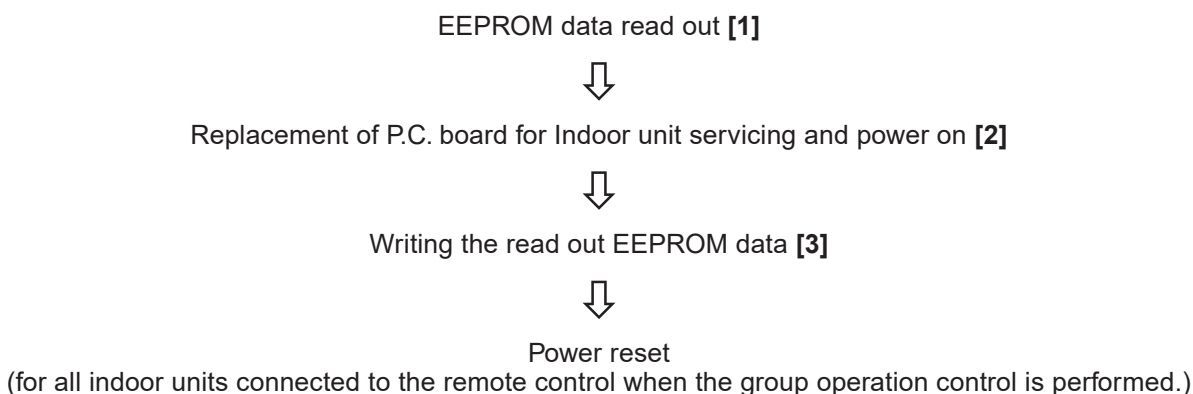 EEPROM data read out [1]
Replacement of P.C. board for Indoor unit servicing and power on [2]
Writing the read out EEPROM data [3]
Power reset
(for all indoor units connected to the remote control when the group operation control is performed.)